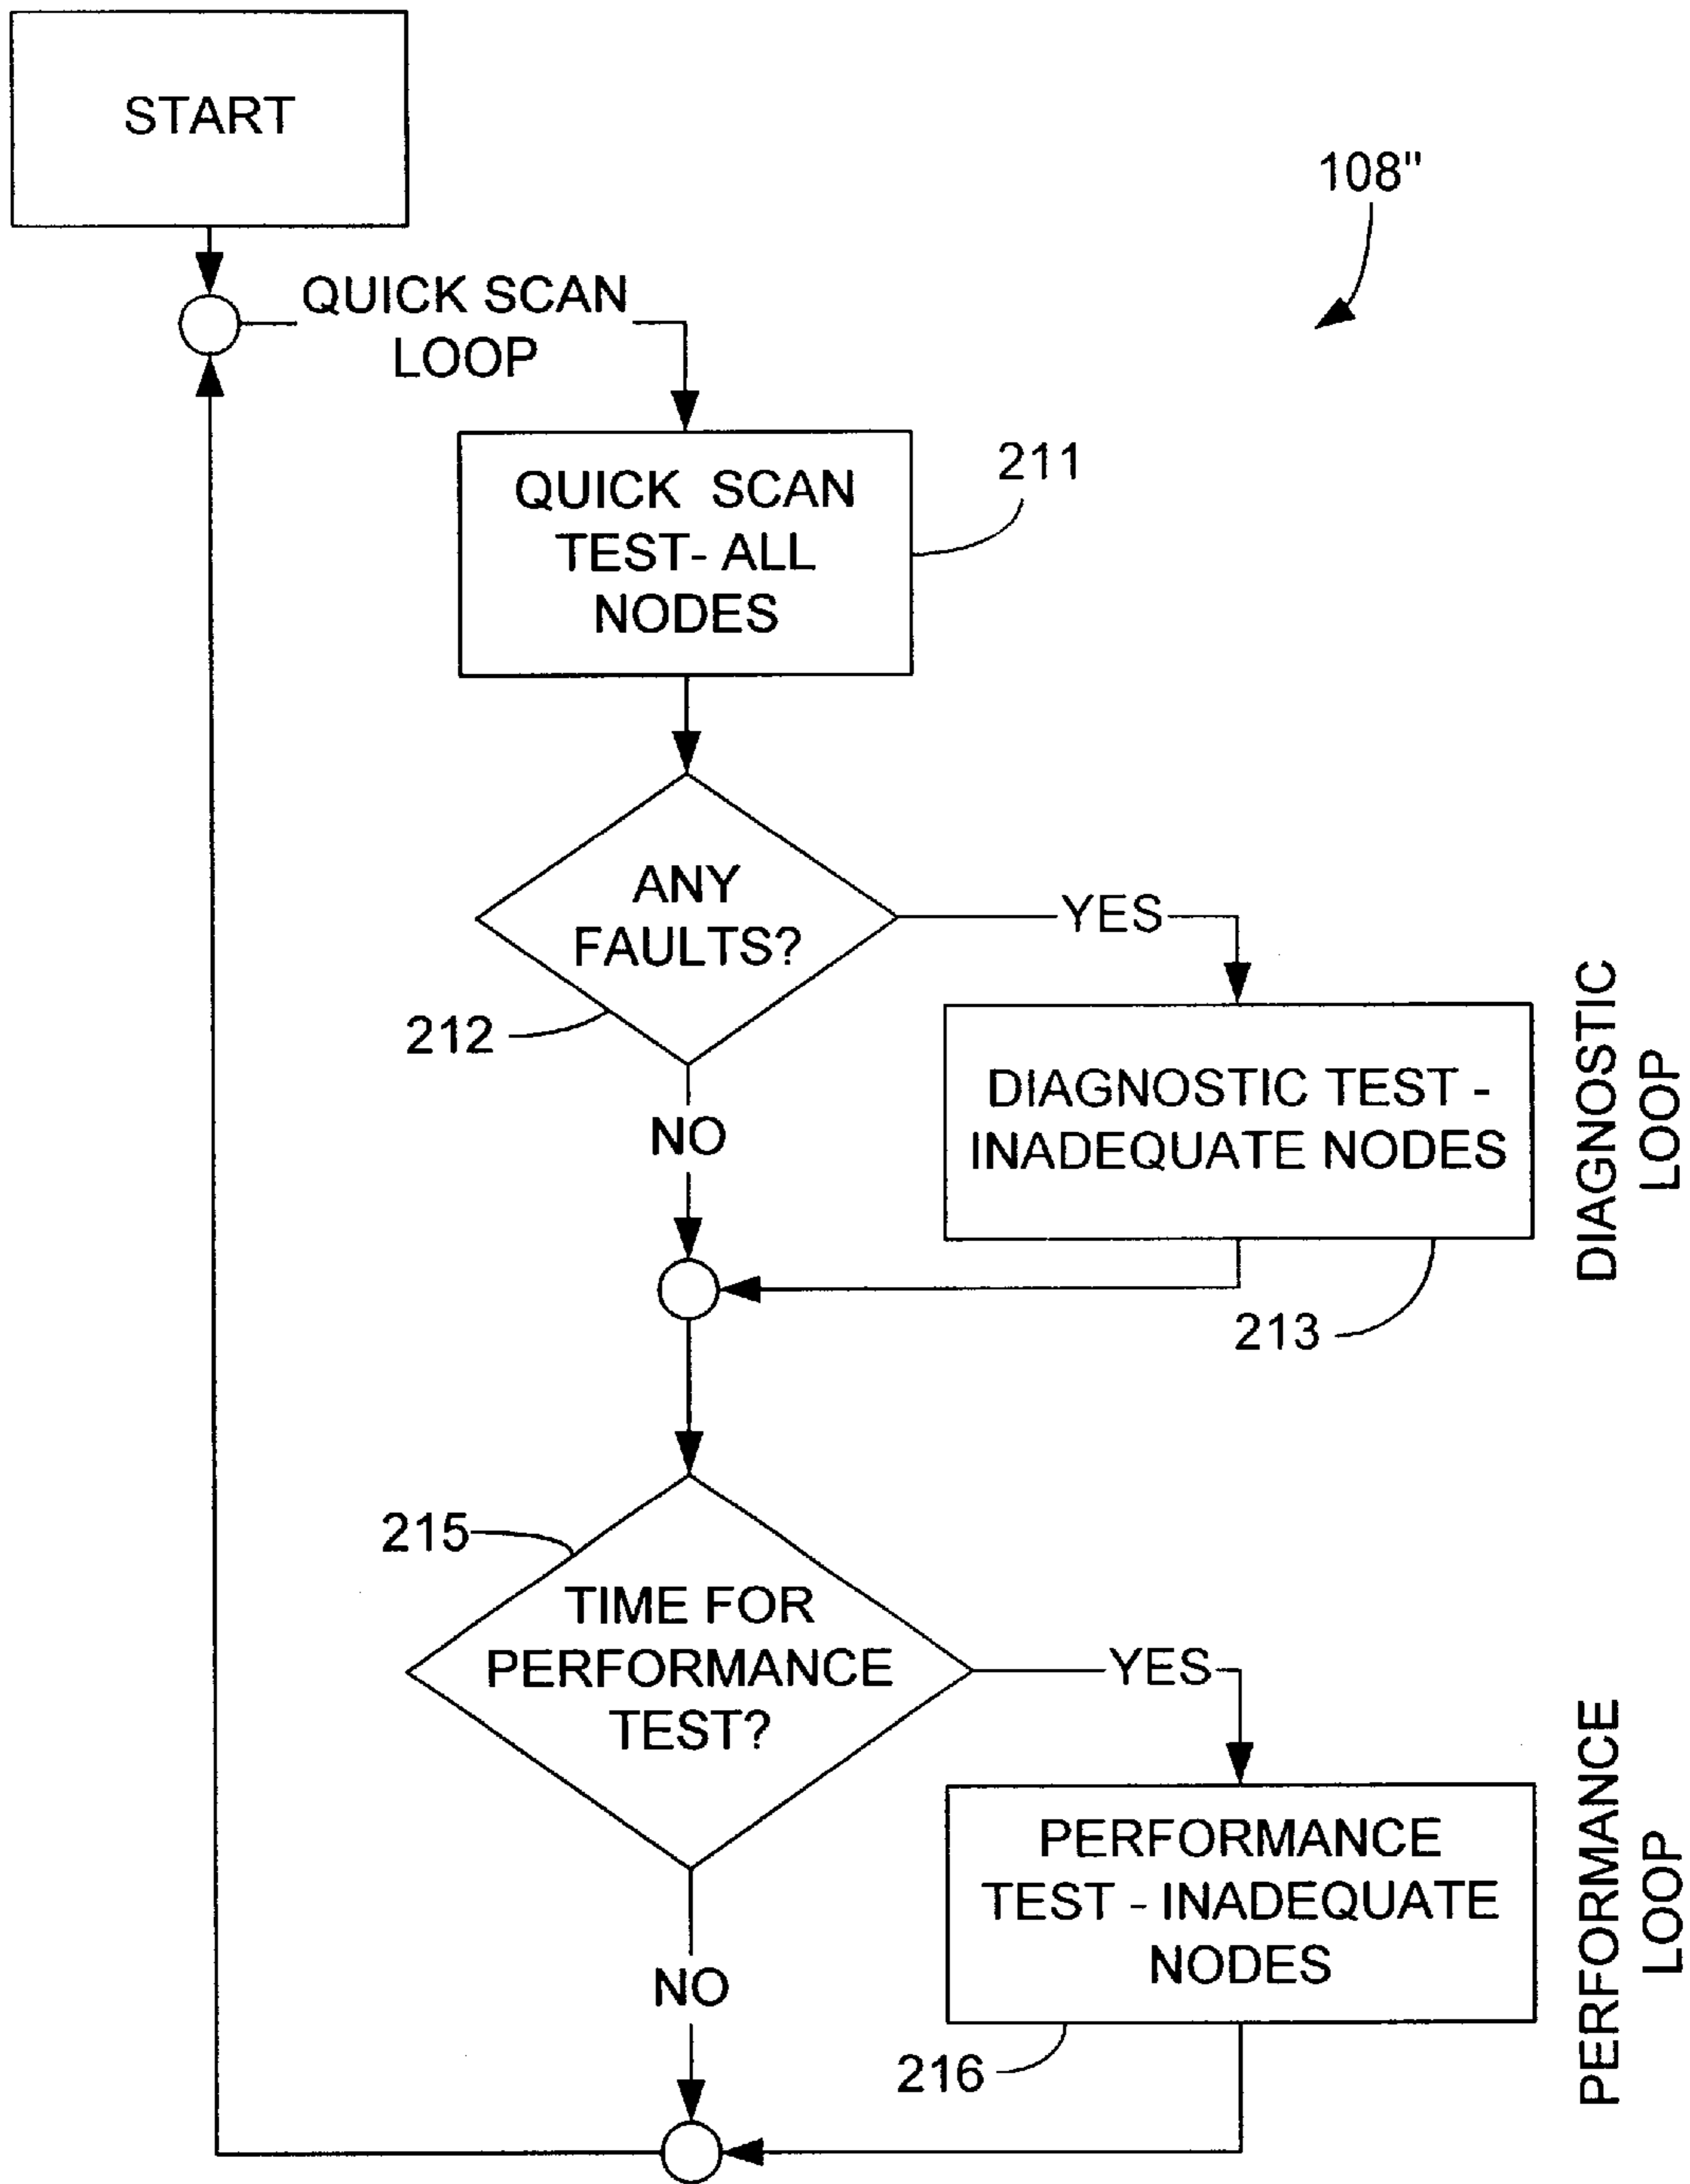 START
108"
QUICK SCAN
LOOP
QUICK SCAN
TEST- ALL
NODES
211
ANY
FAULTS?
YES
212
NO
DIAGNOSTIC TEST -
INADEQUATE NODES
DIAGNOSTIC
LOOP
213
215
TIME FOR
PERFORMANCE
TEST?
YES
NO
PERFORMANCE
TEST - INADEQUATE
NODES
PERFORMANCE
LOOP
216